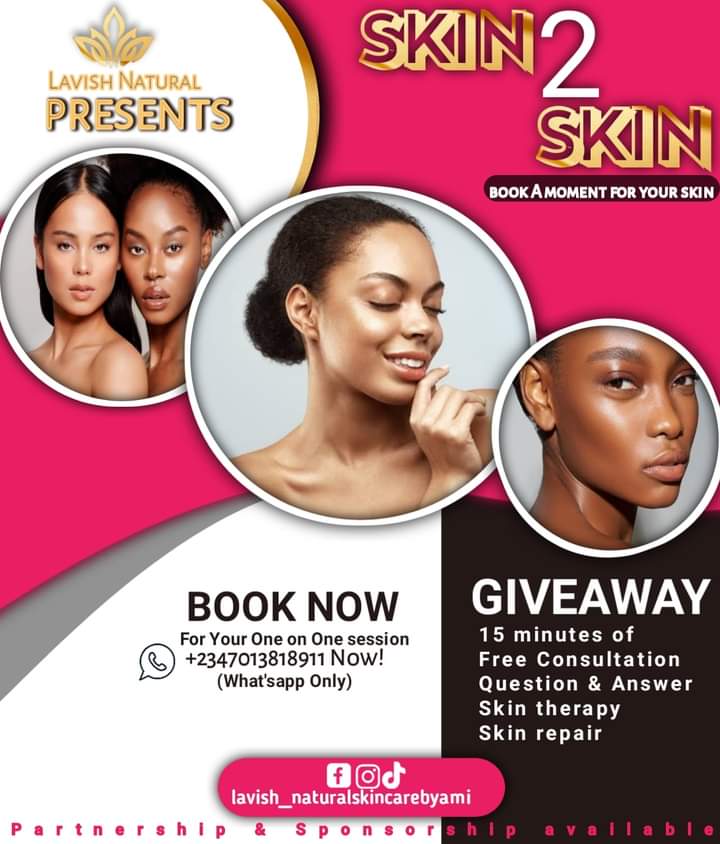 LAVISH NATURAL
PRESENTS
SKIN 2
SKIN
BOOK A MOMENT FOR YOUR SKIN
BOOK NOW
For Your One on One session
+2347013818911 Now!
(What'sapp Only)
GIVEAWAY
15 minutes of
Free Consultation
Question & Answer
Skin therapy
Skin repair
lavish_naturalskincarebyami
Partnership & Sponsorship available